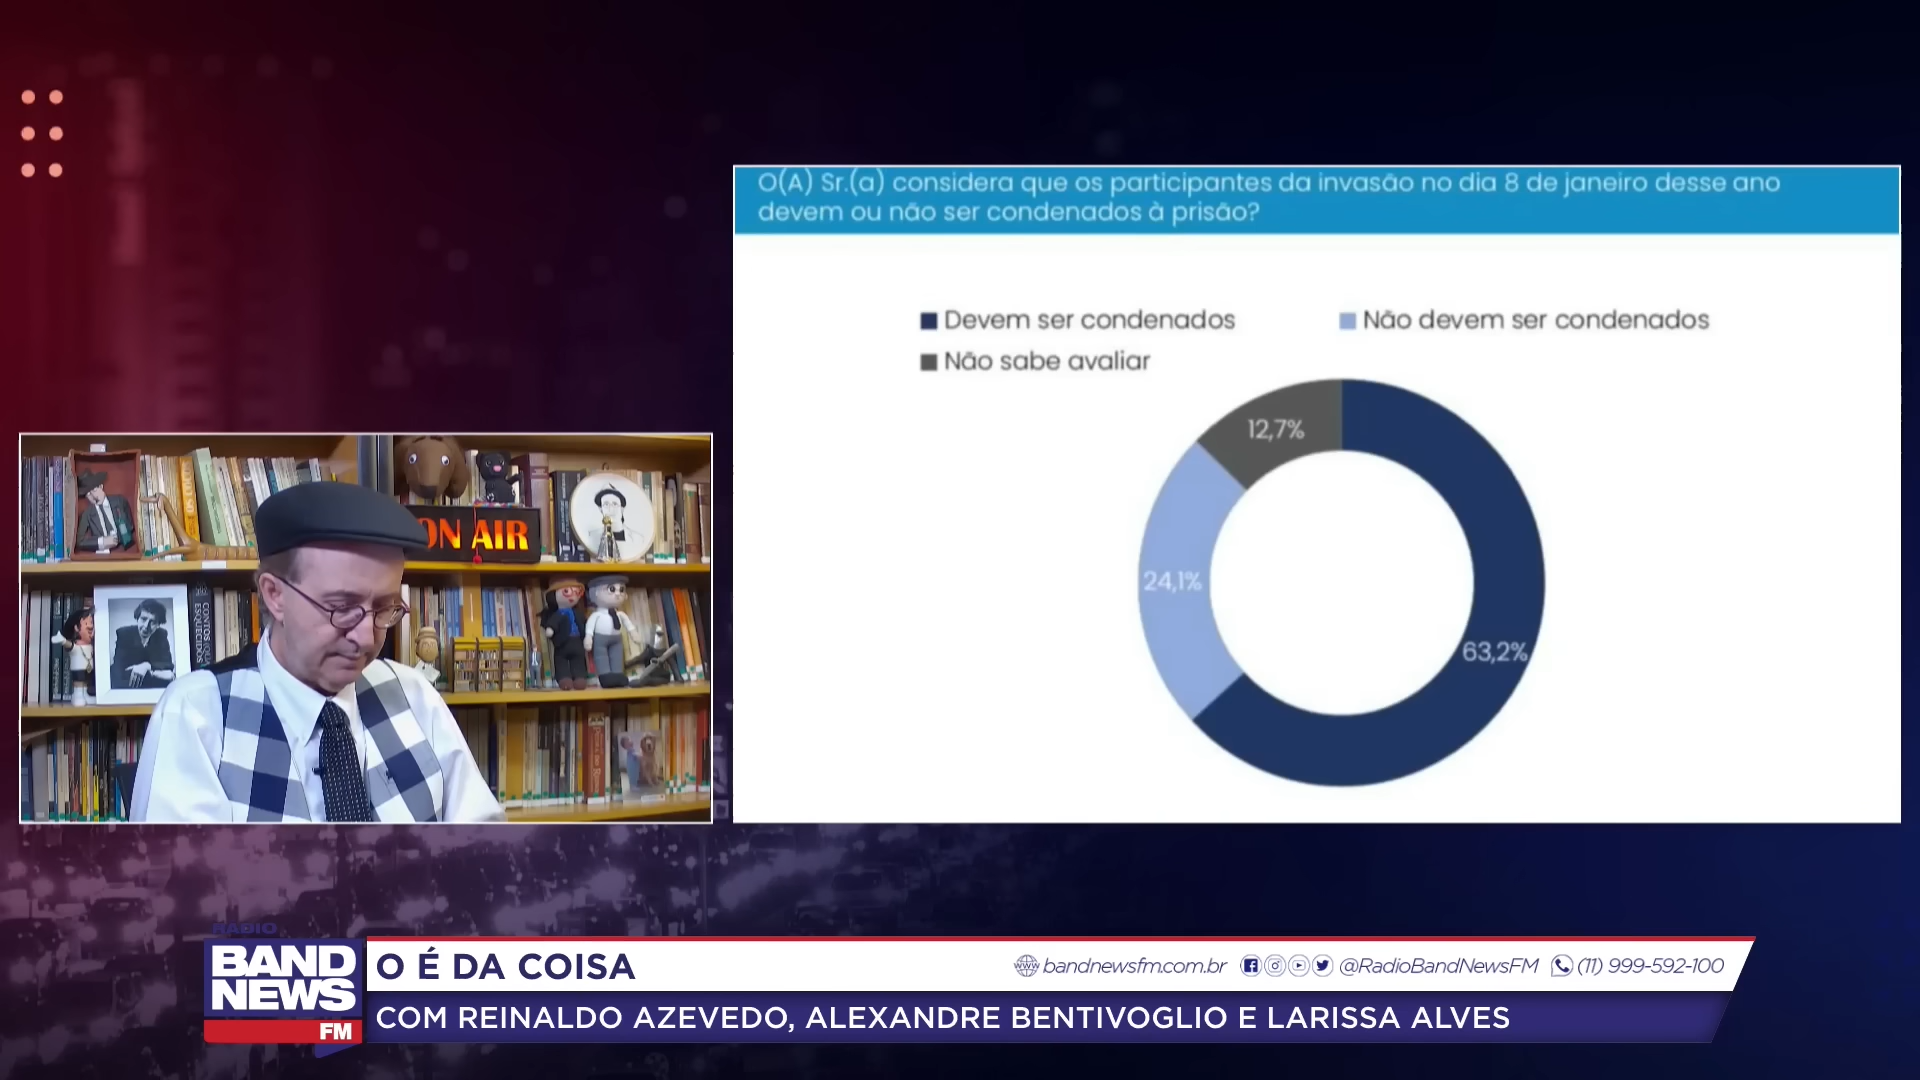 O(A) Sr.(a) considera que os participantes da invasão no dia 8 de janeiro desse ano
devem ou não ser condenados à prisão?
Devem ser condenados
Não devem ser condenados
Não sabe avaliar
12,7%
24,1%
63,2%
ON AIR
CONTOS
ESQUECIDOS
RÁDIO
BAND
NEWS
FM
O É DA COISA
bandnewsfm.com.br
@RadioBandNewsFM
(11) 999-592-100
COM REINALDO AZEVEDO, ALEXANDRE BENTIVOGLIO E LARISSA ALVES